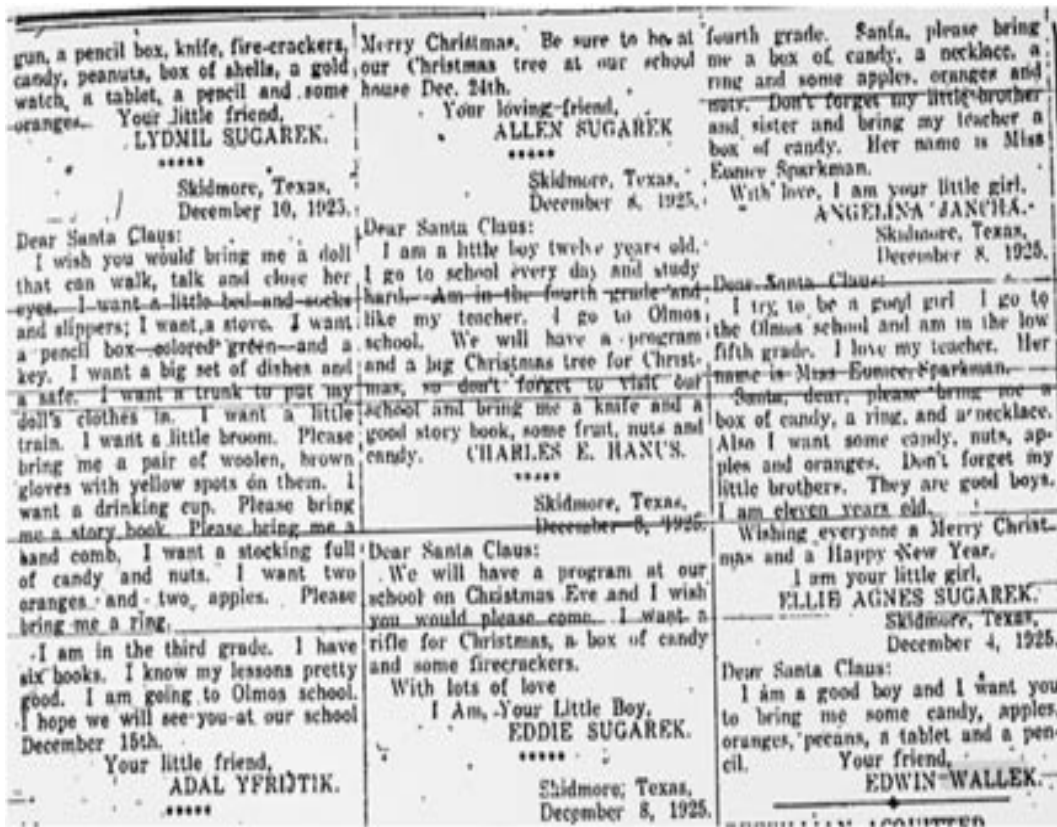 gun, a pencil box, knife, fire-crackers,
candy, peanuts, box of shells, a gold
watch, a tablet, a pencil and some
oranges. Your little friend,
LYDMIL SUGAREK.
*****
Skidmore, Texas,
December 10, 1925.
Dear Santa Claus:
I wish you would bring me a doll
that can walk, talk and close her
eyes. I want a little bed and socks
and slippers; I want a stove. I want
a pencil box—colored green—and a
key. I want a big set of dishes and
a safe. I want a trunk to put my
doll's clothes in. I want a little
train. I want a little broom. Please
bring me a pair of woolen, brown
gloves with yellow spots on them. I
want a drinking cup. Please bring
me a story book. Please bring me a
hand comb, I want a stocking full
of candy and nuts. I want two
oranges and two apples. Please
bring me a ring.
I am in the third grade. I have
six books. I know my lessons pretty
good. I am going to Olmos school.
I hope we will see you at our school
December 15th.
Your little friend,
ADAL YFRIJTIK.
*****
Merry Christmas. Be sure to be at
our Christmas tree at our school
house Dec. 24th.
Your loving friend,
ALLEN SUGAREK
*****
Skidmore, Texas,
December 8, 1925.
Dear Santa Claus:
I am a little boy twelve years old.
I go to school every day and study
hard. Am in the fourth grade and
like my teacher. I go to Olmos
school. We will have a program
and a big Christmas tree for Christ-
mas, so don't forget to visit our
school and bring me a knife and a
good story book, some fruit, nuts and
candy. CHARLES E. HANUS.
*****
Skidmore, Texas,
December 8, 1925.
Dear Santa Claus:
We will have a program at our
school on Christmas Eve and I wish
you would please come. I want a
rifle for Christmas, a box of candy
and some firecrackers.
With lots of love
I Am, Your Little Boy,
EDDIE SUGAREK.
*****
Skidmore, Texas,
December 8, 1925.
fourth grade. Santa, please bring
me a box of candy, a necklace, a
ring and some apples, oranges and
nuts. Don't forget my little brother
and sister and bring my teacher a
box of candy. Her name is Miss
Eunice Sparkman.
With love, I am your little girl,
ANGELINA JANCHA.
Skidmore, Texas,
December 8, 1925.
Dear Santa Claus:
I try to be a good girl I go to
the Olmos school and am in the low
fifth grade. I love my teacher. Her
name is Miss Eunice Sparkman.
Santa, dear, please bring me a
box of candy, a ring, and a necklace.
Also I want some candy, nuts, ap-
ples and oranges. Don't forget my
little brothers. They are good boys.
I am eleven years old.
Wishing everyone a Merry Christ-
mas and a Happy New Year.
I am your little girl,
ELLIE AGNES SUGAREK.
Skidmore, Texas,
December 4, 1925.
Dear Santa Claus:
I am a good boy and I want you
to bring me some candy, apples,
oranges, pecans, a tablet and a pen-
cil. Your friend,
EDWIN WALLEK.
ACQUITTED